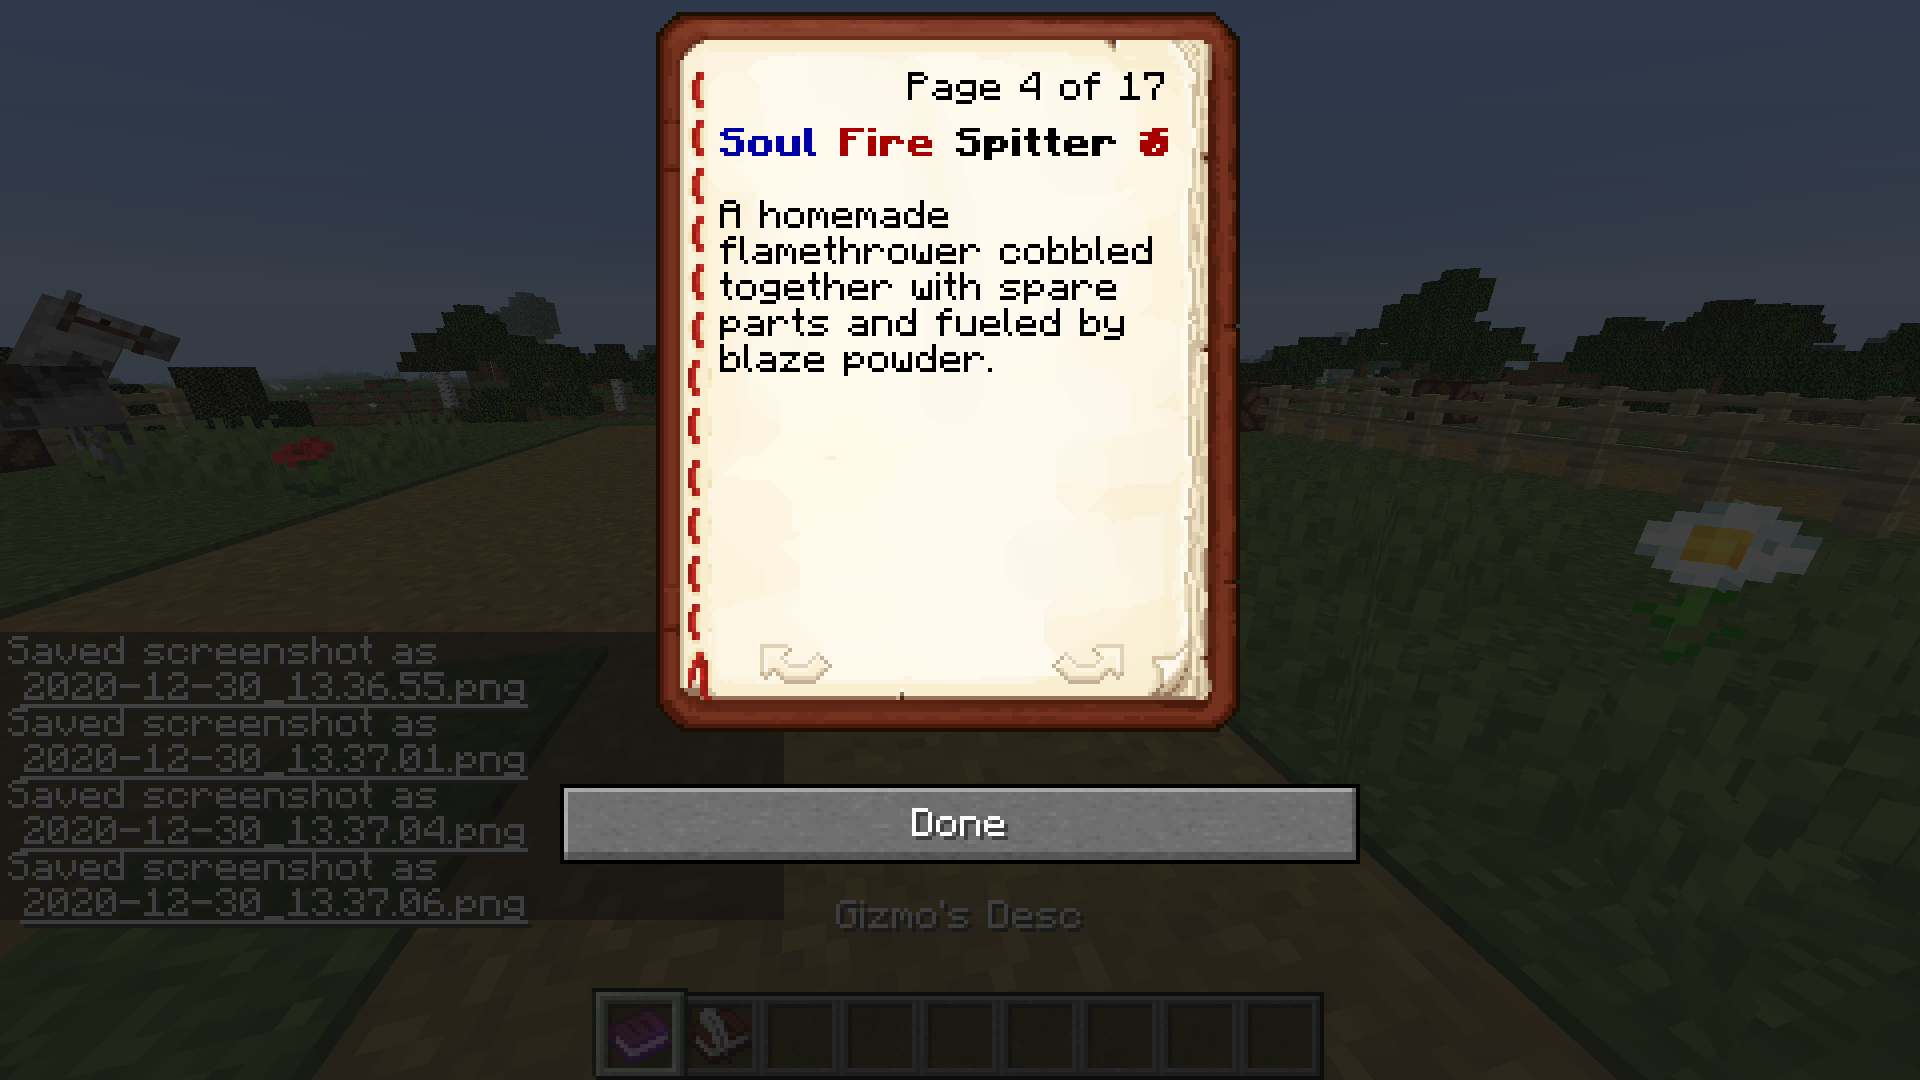 Page 4 of 17
Soul Fire Spitter
A homemade
flamethrower cobbled
together with spare
parts and fueled by
blaze powder.
Saved screenshot as
2020-12-30_13.36.55.png
Saved screenshot as
2020-12-30_13.37.01.png
Saved screenshot as
2020-12-30_13.37.04.png
Saved screenshot as
2020-12-30_13.37.06.png
Done
Gizmo's Desc